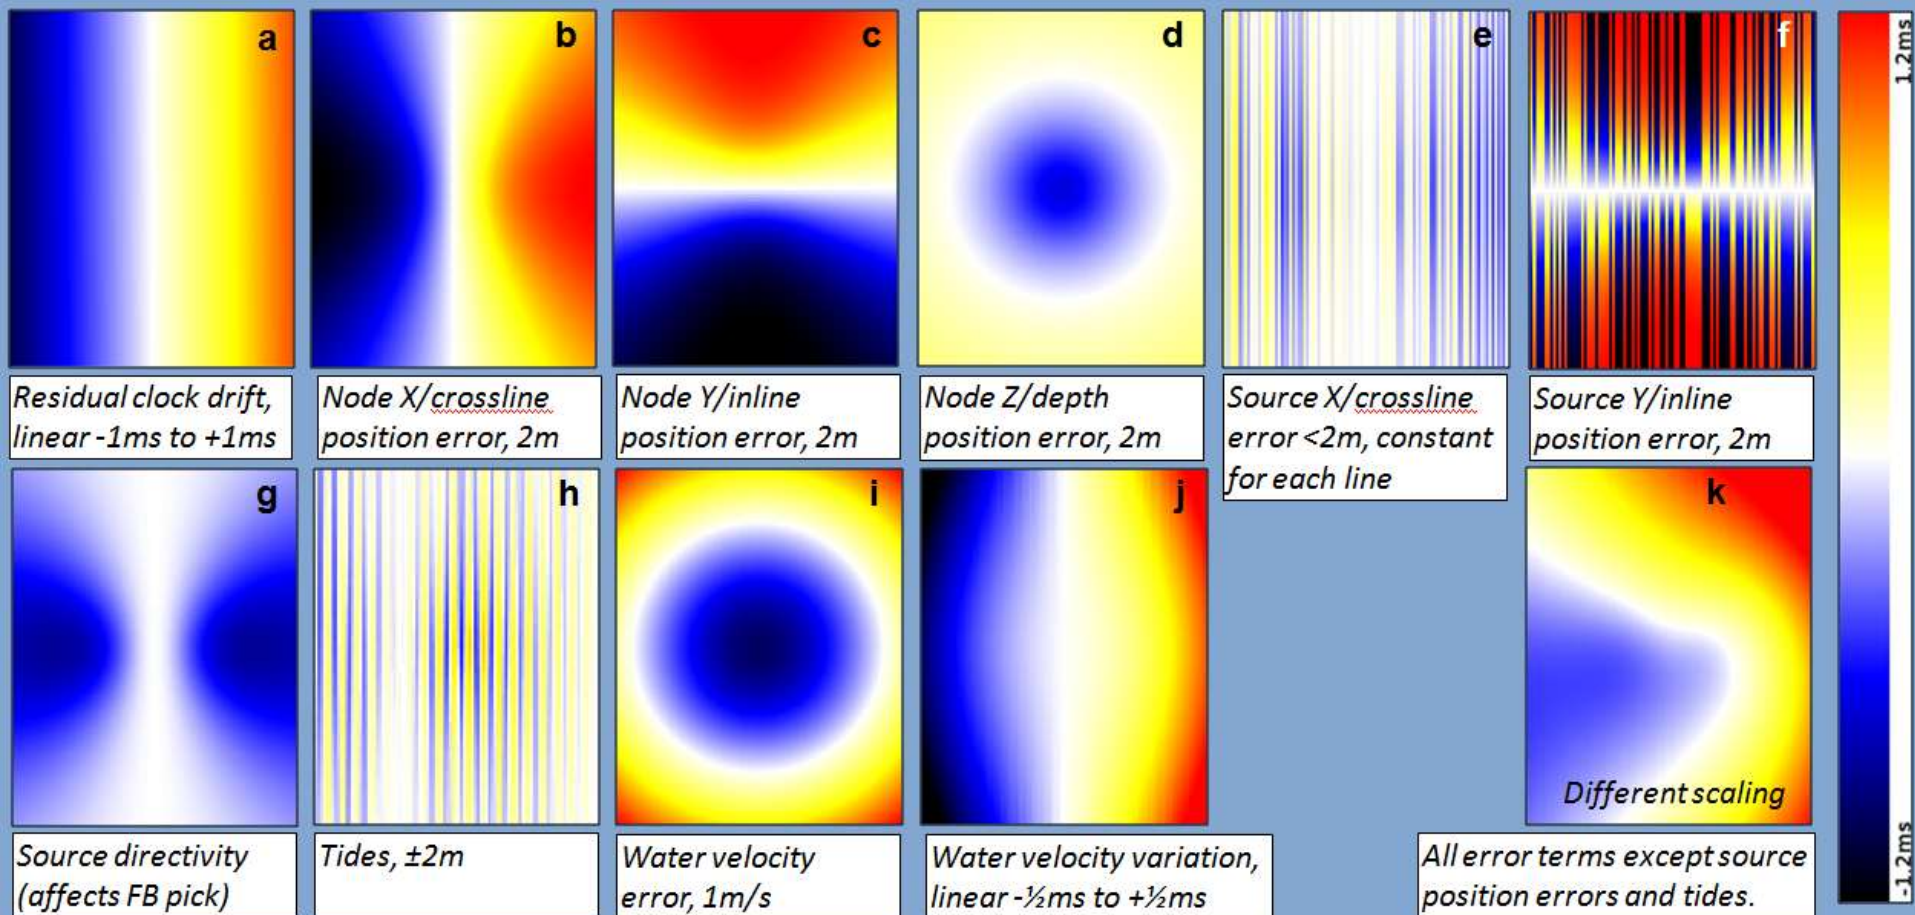 a
b
c
d
e
f
1.2ms
Residual clock drift,
linear -1ms to +1ms
Node X/crossline
position error, 2m
Node Y/inline
position error, 2m
Node Z/depth
position error, 2m
Source X/crossline
error <2m, constant
for each line
Source Y/inline
position error, 2m
g
h
i
j
k
Different scaling
-1.2ms
Source directivity
(affects FB pick)
Tides, ±2m
Water velocity
error, 1m/s
Water velocity variation,
linear -½ms to +½ms
All error terms except source
position errors and tides.